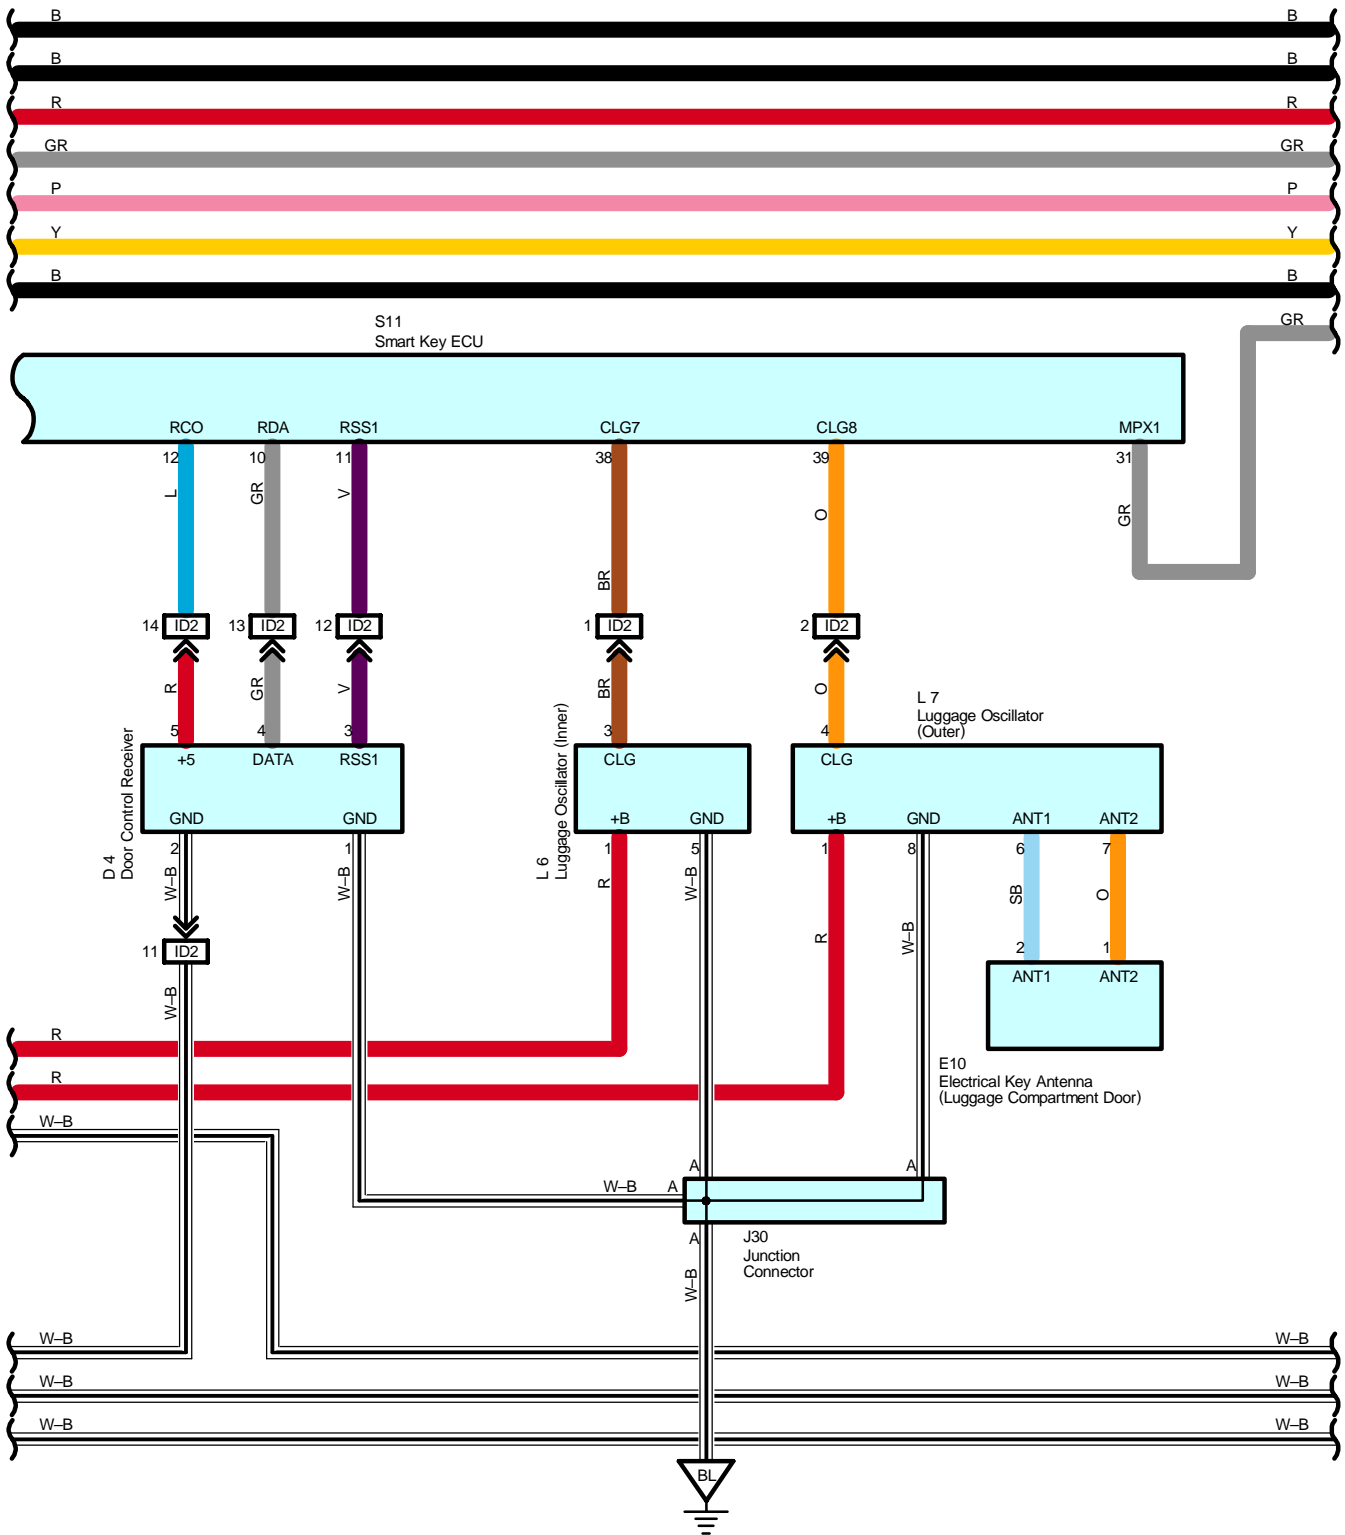 B B
B B
R R
GR GR
P P
Y Y
B B
GR
S11
Smart Key ECU
RCO RDA RSS1 CLG7 CLG8 MPX1
12 10 11 38 39 31
L GR V BR O GR
14 ID2 13 ID2 12 ID2 1 ID2 2 ID2
R GR V BR O
5 4 3 3 4
L 7
Luggage Oscillator
(Outer)
+5 DATA RSS1 CLG CLG
GND GND +B GND +B GND ANT1 ANT2
D 4
Door Control Receiver
L 6
Luggage Oscillator (Inner)
2 1 1 5 1 8 6 7
W–B W–B R W–B R W–B SB O
11 ID2
2 1
ANT1 ANT2
W–B
R
R
E10
Electrical Key Antenna
(Luggage Compartment Door)
W–B
A A
W–B A
A
J30
Junction
Connector
W–B
W–B W–B
W–B W–B
W–B W–B
BL